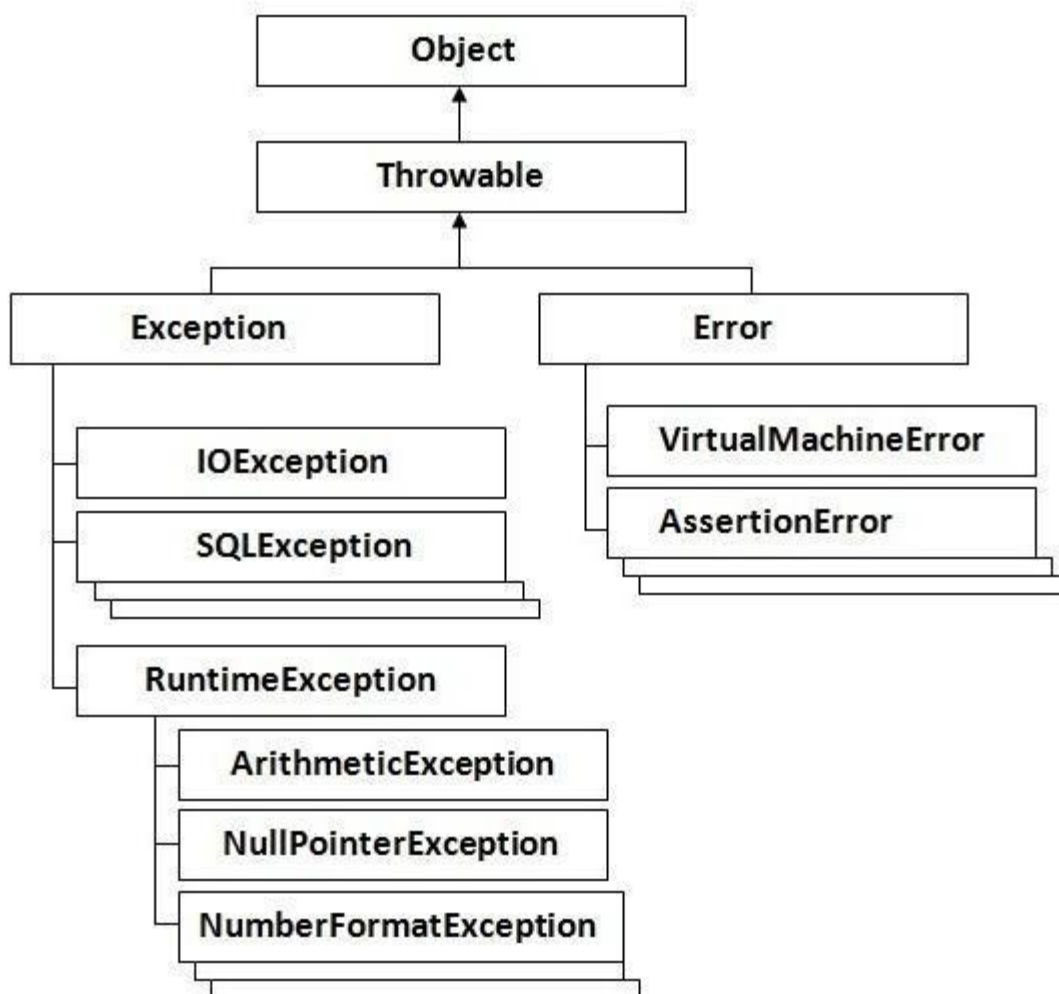 Object
Throwable
Exception
Error
IOException
SQLException
RuntimeException
ArithmeticException
NullPointerException
NumberFormatException
VirtualMachineError
AssertionError